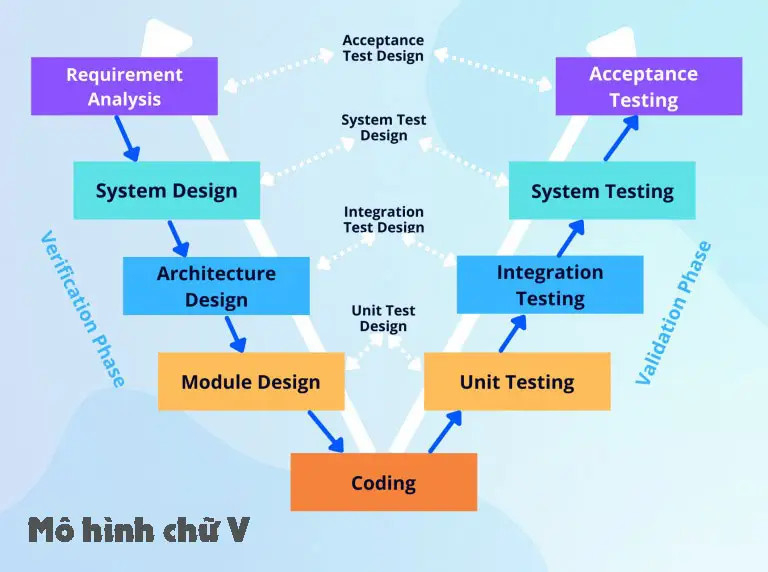 Acceptance
Test Design
Requirement
Analysis
Acceptance
Testing
System Test
Design
System Design
System Testing
Integration
Test Design
Architecture
Design
Integration
Testing
Verification Phase
Validation Phase
Unit Test
Design
Module Design
Unit Testing
Coding
Mô hình chữ V